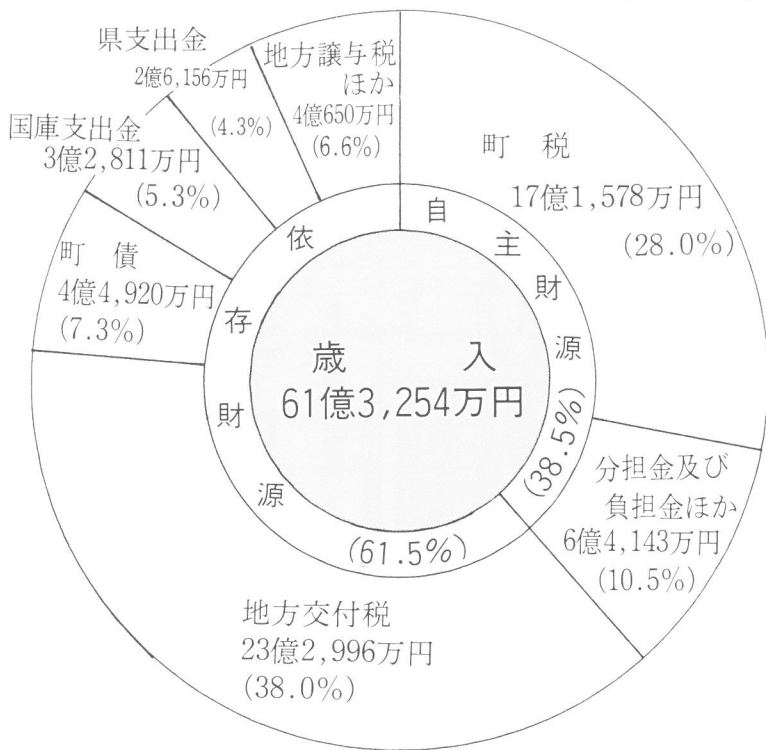 歳入
61億3,254万円
自主財源
(38.5%)
依存財源
(61.5%)
町税
17億1,578万円
(28.0%)
分担金及び
負担金ほか
6億4,143万円
(10.5%)
地方交付税
23億2,996万円
(38.0%)
町債
4億4,920万円
(7.3%)
国庫支出金
3億2,811万円
(5.3%)
県支出金
2億6,156万円
(4.3%)
地方譲与税
ほか
4億650万円
(6.6%)